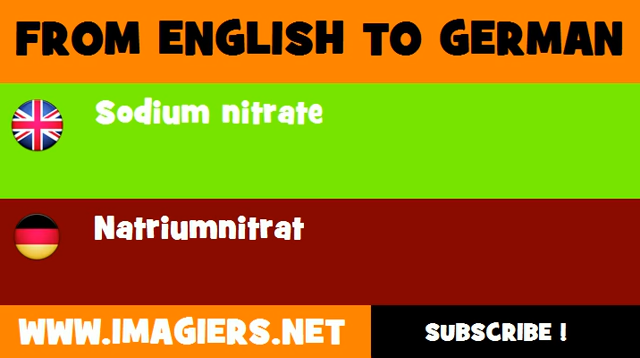 FROM ENGLISH TO GERMAN
Sodium nitrate
Natriumnitrat
WWW.IMAGIERS.NET
SUBSCRIBE !